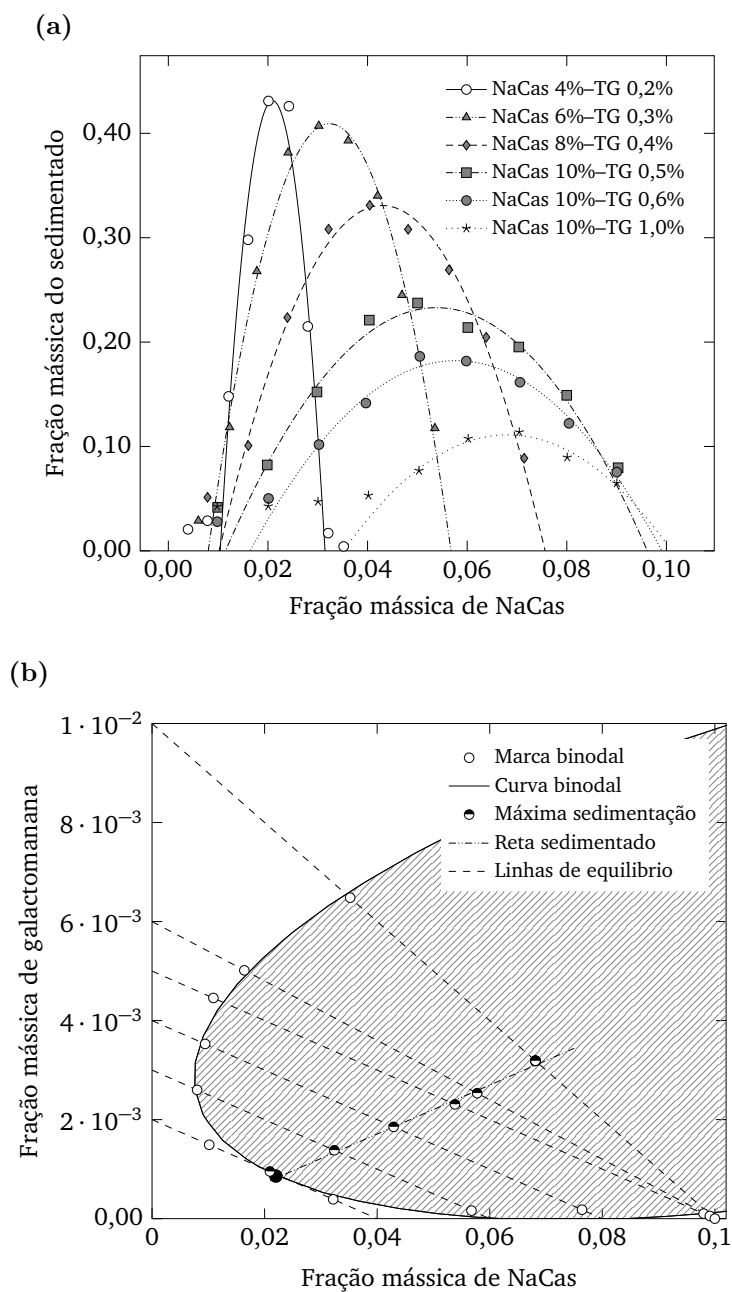 (a)
Fração mássica do sedimentado
0,40
0,30
0,20
0,10
0,00
NaCas 4%–TG 0,2%
NaCas 6%–TG 0,3%
NaCas 8%–TG 0,4%
NaCas 10%–TG 0,5%
NaCas 10%–TG 0,6%
NaCas 10%–TG 1,0%
0,00 0,02 0,04 0,06 0,08 0,10
Fração mássica de NaCas
(b)
Fração mássica de galactomanana
1 · 10⁻²
8 · 10⁻³
6 · 10⁻³
4 · 10⁻³
2 · 10⁻³
0,00
Marca binodal
Curva binodal
Máxima sedimentação
Reta sedimentado
Linhas de equilibrio
0 0,02 0,04 0,06 0,08 0,1
Fração mássica de NaCas